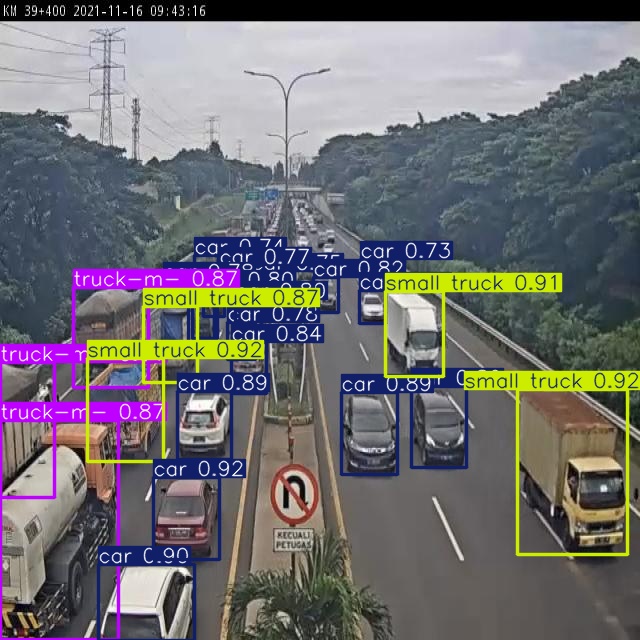 KM 39+400 2021-11-16 09:43:16
car 0.74
car 0.77
car 0.73
car 0.82
truck-m- 0.87
small truck 0.91
small truck 0.87
car 0.78
car 0.84
small truck 0.92
car 0.89
car 0.89
small truck 0.92
truck-m- 0.87
car 0.92
KECUALI
PETUGAS
car 0.90